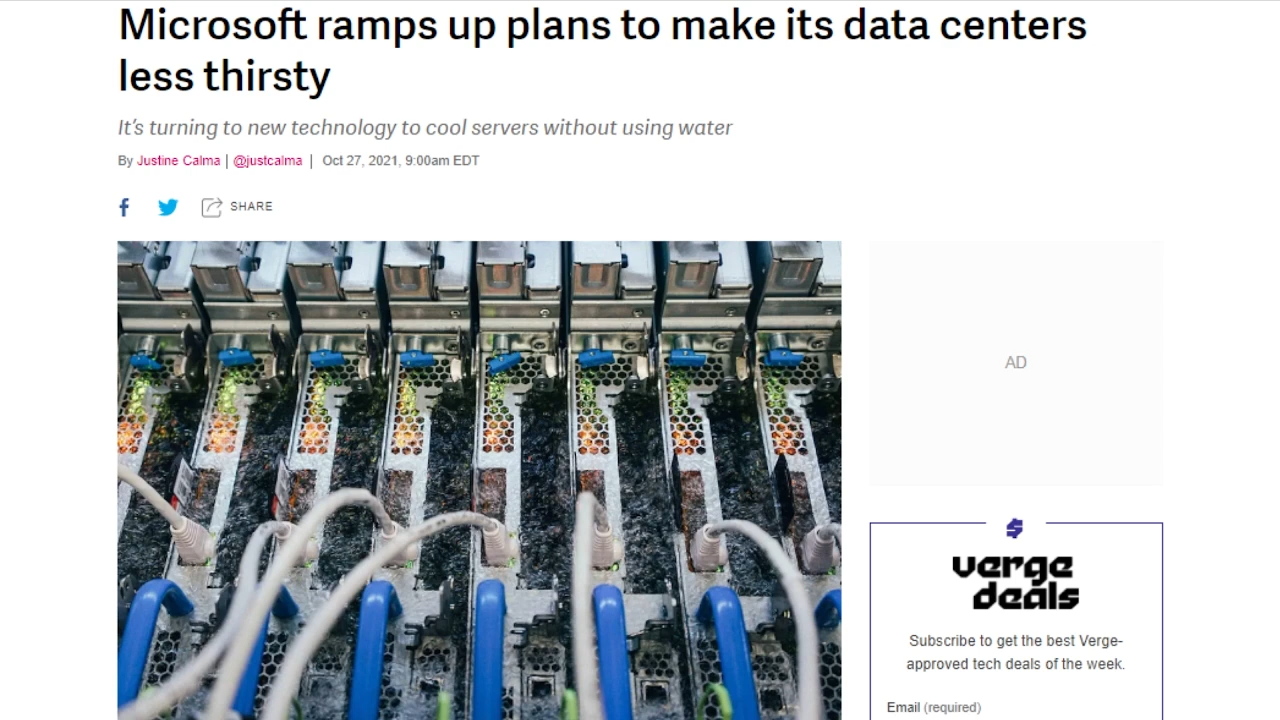 Microsoft ramps up plans to make its data centers
less thirsty
It's turning to new technology to cool servers without using water
By Justine Calma | @justcalma | Oct 27, 2021, 9:00am EDT
SHARE
AD
verge
deals
Subscribe to get the best Verge-
approved tech deals of the week.
Email (required)